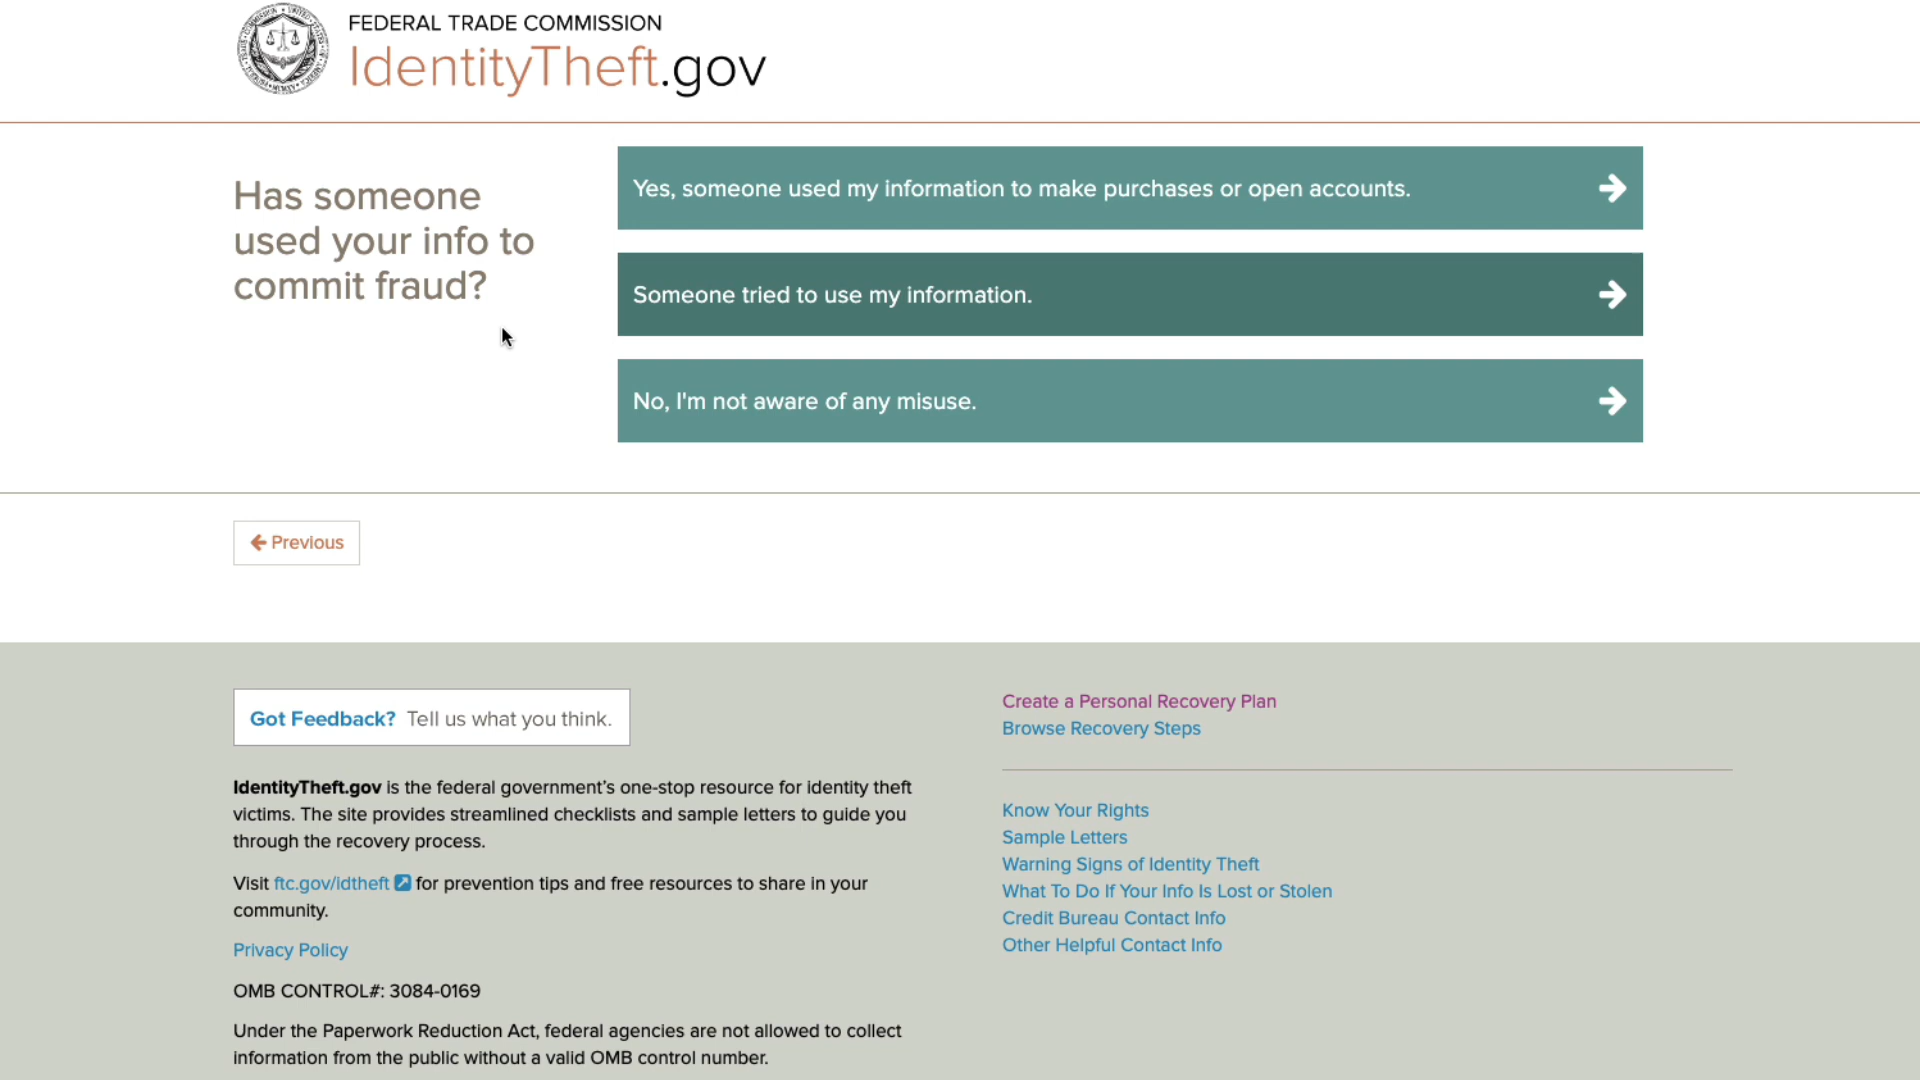 FEDERAL TRADE COMMISSION
IdentityTheft.gov
Has someone
used your info to
commit fraud?
Yes, someone used my information to make purchases or open accounts.
Someone tried to use my information.
No, I'm not aware of any misuse.
Previous
Got Feedback? Tell us what you think.
IdentityTheft.gov is the federal government’s one-stop resource for identity theft
victims. The site provides streamlined checklists and sample letters to guide you
through the recovery process.
Visit ftc.gov/idtheft for prevention tips and free resources to share in your
community.
Privacy Policy
OMB CONTROL#: 3084-0169
Under the Paperwork Reduction Act, federal agencies are not allowed to collect
information from the public without a valid OMB control number.
Create a Personal Recovery Plan
Browse Recovery Steps
Know Your Rights
Sample Letters
Warning Signs of Identity Theft
What To Do If Your Info Is Lost or Stolen
Credit Bureau Contact Info
Other Helpful Contact Info